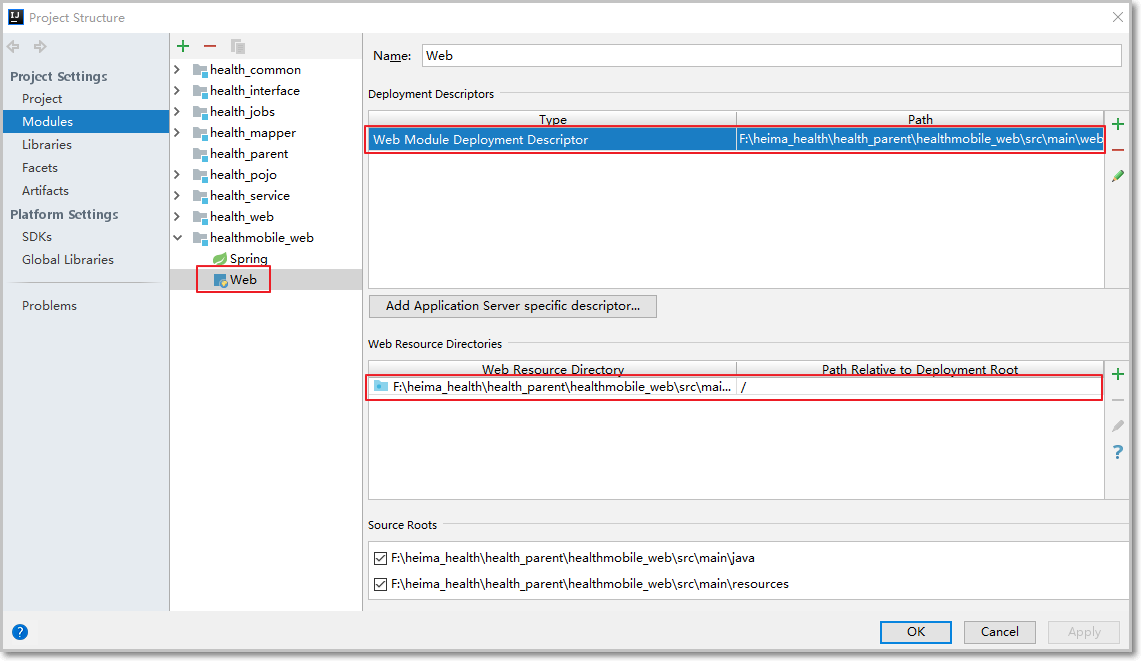 Project Structure
Project Settings
Project
Modules
Libraries
Facets
Artifacts
Platform Settings
SDKs
Global Libraries
Problems
health_common
health_interface
health_jobs
health_mapper
health_parent
health_pojo
health_service
health_web
healthmobile_web
Spring
Web
Name: Web
Deployment Descriptors
Type Path
Web Module Deployment Descriptor F:\heima_health\health_parent\healthmobile_web\src\main\web
Add Application Server specific descriptor...
Web Resource Directories
Web Resource Directory Path Relative to Deployment Root
F:\heima_health\health_parent\healthmobile_web\src\mai... /
Source Roots
F:\heima_health\health_parent\healthmobile_web\src\main\java
F:\heima_health\health_parent\healthmobile_web\src\main\resources
? OK Cancel Apply